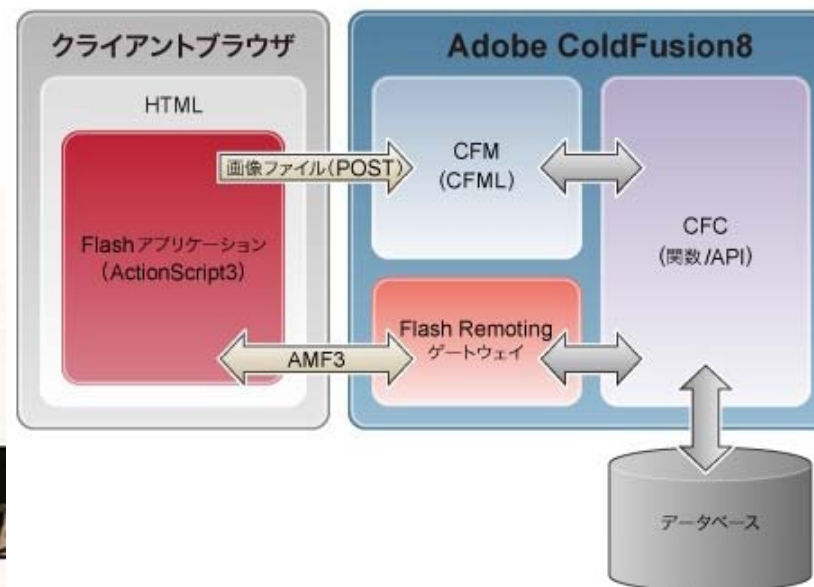 クライアントブラウザ
HTML
Flash アプリケーション
(ActionScript3)
画像ファイル(POST)
AMF3
Adobe ColdFusion8
CFM
(CFML)
CFC
(関数/API)
Flash Remoting
ゲートウェイ
データベース